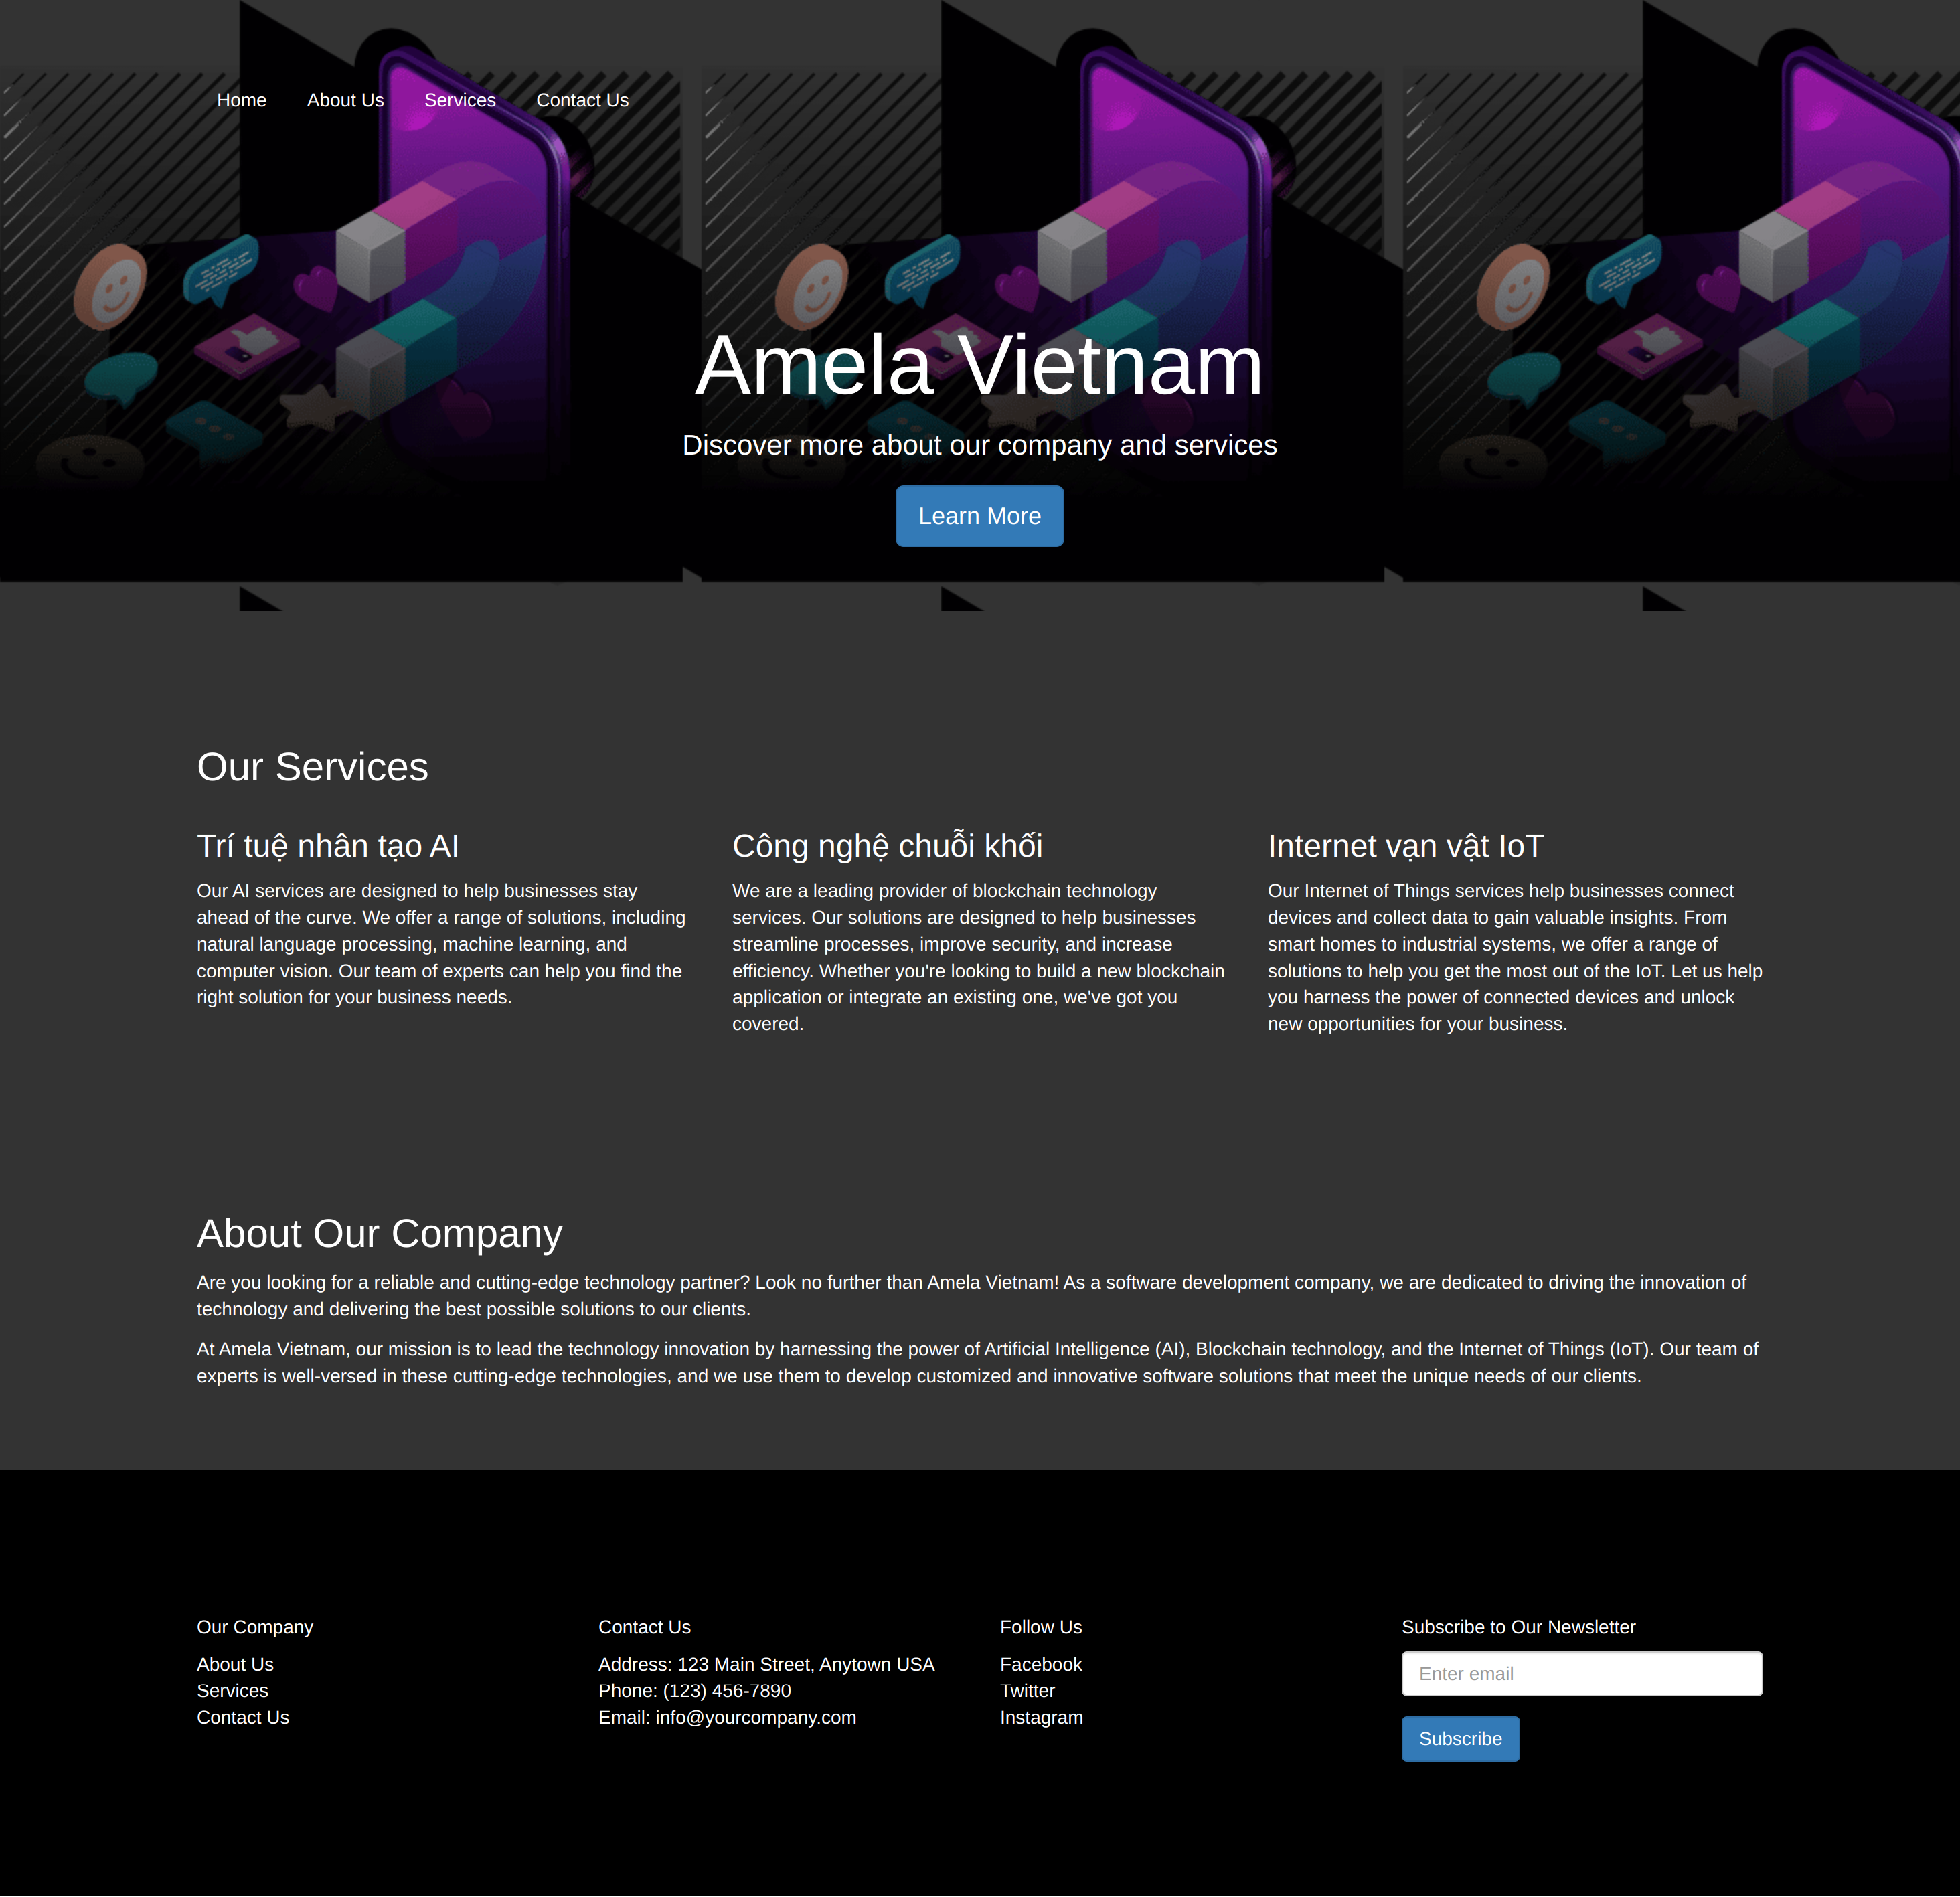 Home About Us Services Contact Us
Amela Vietnam
Discover more about our company and services
Learn More
Our Services
Trí tuệ nhân tạo AI
Our AI services are designed to help businesses stay
ahead of the curve. We offer a range of solutions, including
natural language processing, machine learning, and
computer vision. Our team of experts can help you find the
right solution for your business needs.
Công nghệ chuỗi khối
We are a leading provider of blockchain technology
services. Our solutions are designed to help businesses
streamline processes, improve security, and increase
efficiency. Whether you're looking to build a new blockchain
application or integrate an existing one, we've got you
covered.
Internet vạn vật IoT
Our Internet of Things services help businesses connect
devices and collect data to gain valuable insights. From
smart homes to industrial systems, we offer a range of
solutions to help you get the most out of the IoT. Let us help
you harness the power of connected devices and unlock
new opportunities for your business.
About Our Company
Are you looking for a reliable and cutting-edge technology partner? Look no further than Amela Vietnam! As a software development company, we are dedicated to driving the innovation of
technology and delivering the best possible solutions to our clients.
At Amela Vietnam, our mission is to lead the technology innovation by harnessing the power of Artificial Intelligence (AI), Blockchain technology, and the Internet of Things (IoT). Our team of
experts is well-versed in these cutting-edge technologies, and we use them to develop customized and innovative software solutions that meet the unique needs of our clients.
Our Company
About Us
Services
Contact Us
Contact Us
Address: 123 Main Street, Anytown USA
Phone: (123) 456-7890
Email: info@yourcompany.com
Follow Us
Facebook
Twitter
Instagram
Subscribe to Our Newsletter
Enter email
Subscribe